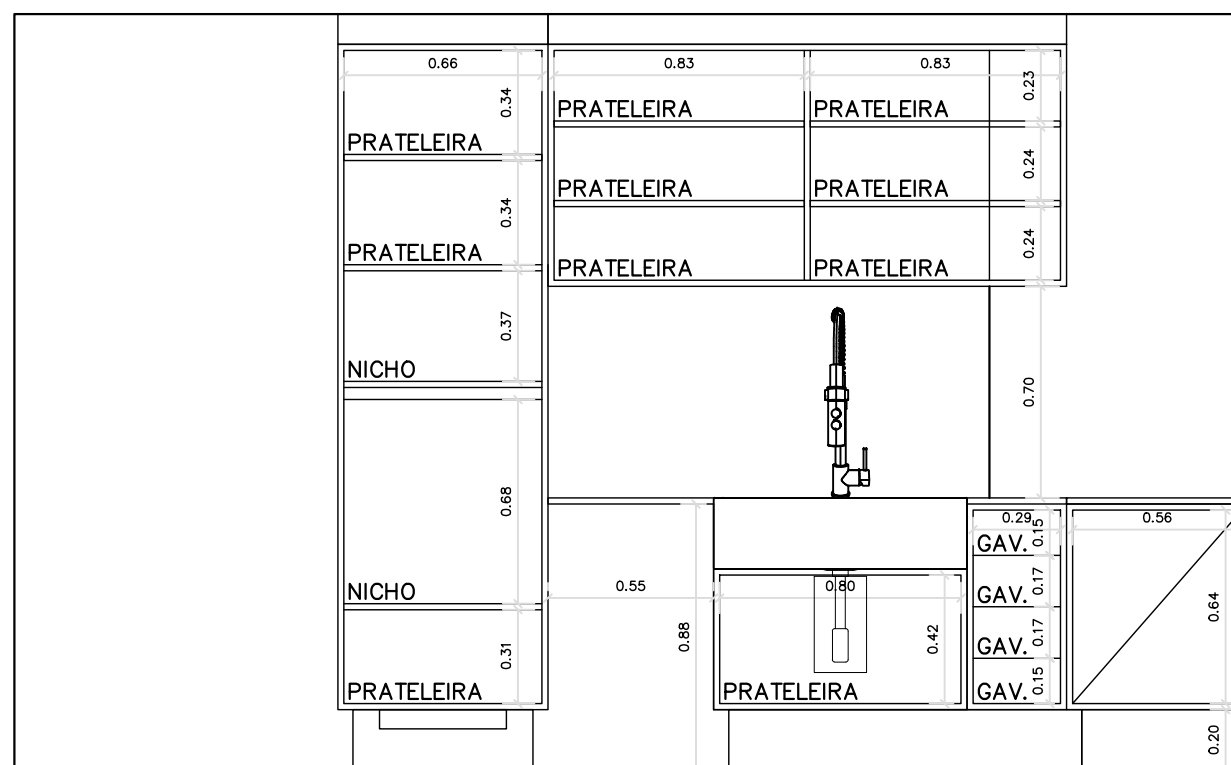 0.66
0.83
0.83
0.34
0.23
PRATELEIRA
PRATELEIRA
PRATELEIRA
0.34
0.24
PRATELEIRA
PRATELEIRA
PRATELEIRA
0.24
PRATELEIRA
PRATELEIRA
0.37
NICHO
0.70
0.68
0.29
0.15
0.56
GAV.
NICHO
0.55
0.80
0.17
GAV.
0.64
0.88
0.42
0.17
GAV.
0.31
PRATELEIRA
PRATELEIRA
0.15
GAV.
0.20